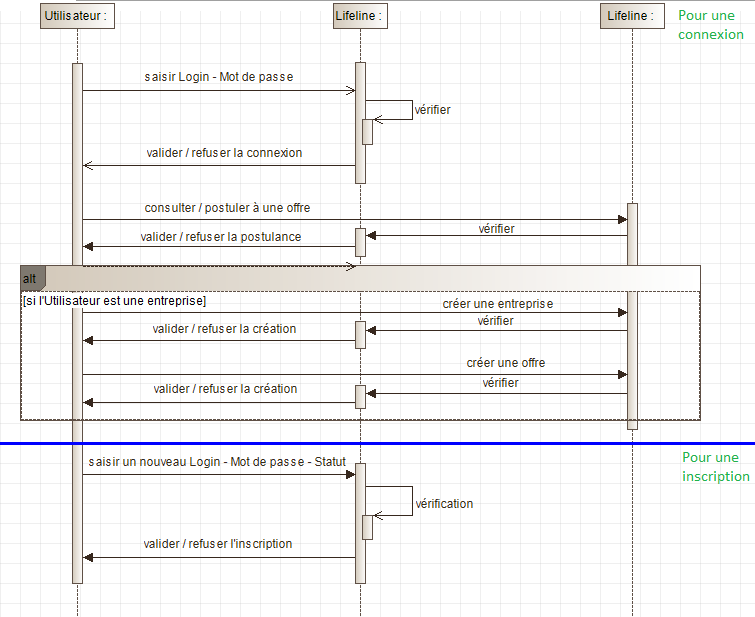 Utilisateur :
Lifeline :
Lifeline :
Pour une
connexion
saisir Login - Mot de passe
vérifier
valider / refuser la connexion
consulter / postuler à une offre
vérifier
valider / refuser la postulance
alt
[si l'Utilisateur est une entreprise]
créer une entreprise
vérifier
valider / refuser la création
créer une offre
vérifier
valider / refuser la création
Pour une
inscription
saisir un nouveau Login - Mot de passe - Statut
vérification
valider / refuser l'inscription